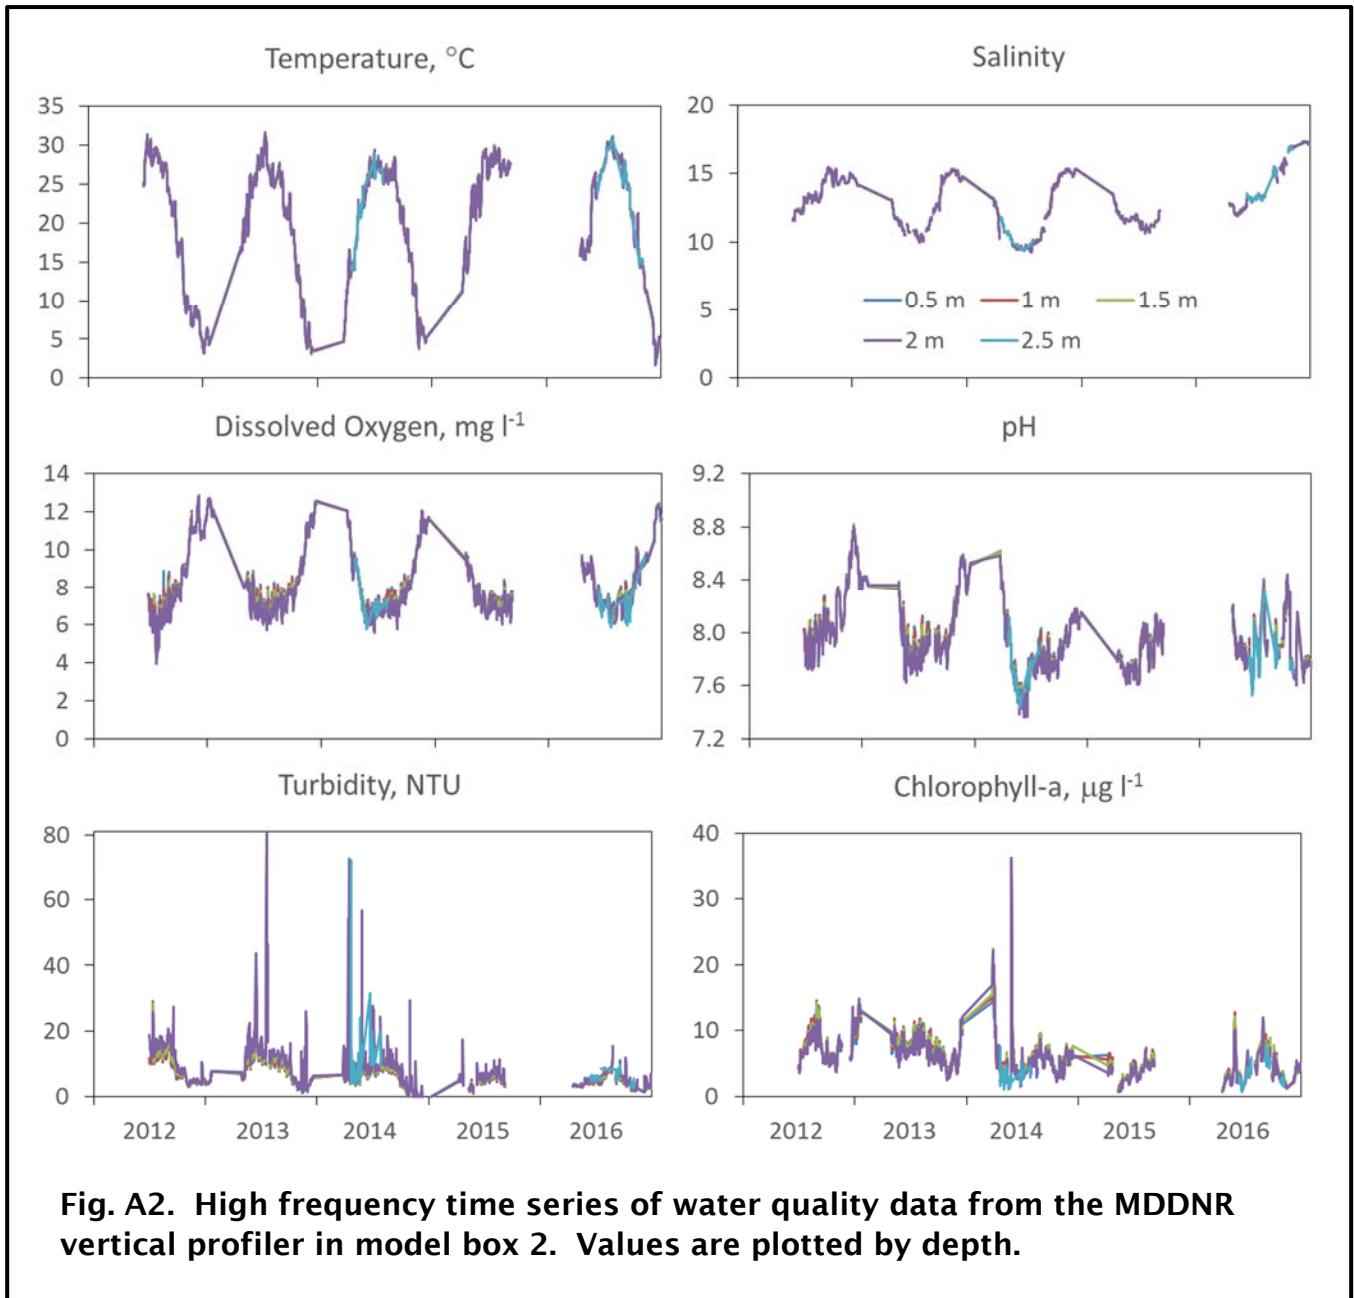 Temperature, °C
35
30
25
20
15
10
5
0
Salinity
20
15
10
5
0
0.5 m
1 m
1.5 m
2 m
2.5 m
Dissolved Oxygen, mg l⁻¹
14
12
10
8
6
4
2
0
pH
9.2
8.8
8.4
8.0
7.6
7.2
Turbidity, NTU
80
60
40
20
0
2012 2013 2014 2015 2016
Chlorophyll-a, µg l⁻¹
40
30
20
10
0
2012 2013 2014 2015 2016
Fig. A2. High frequency time series of water quality data from the MDDNR
vertical profiler in model box 2. Values are plotted by depth.